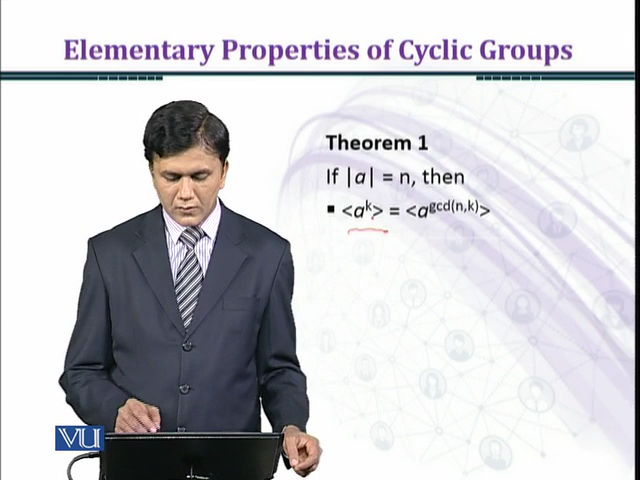 Elementary Properties of Cyclic Groups
Theorem 1
If |a| = n, then
▪ <a^k> = <a^gcd(n,k)>
VU